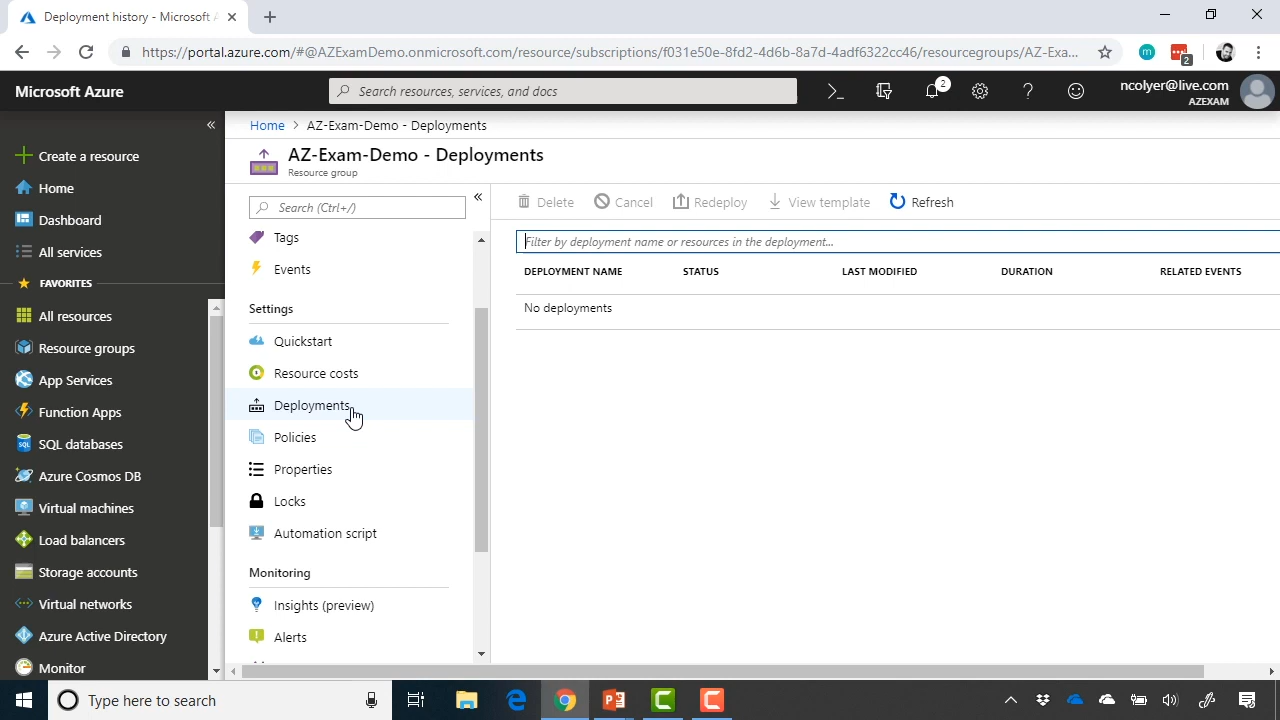 Deployment history - Microsoft A
https://portal.azure.com/#@AZExamDemo.onmicrosoft.com/resource/subscriptions/f031e50e-8fd2-4d6b-8a7d-4adf6322cc46/resourcegroups/AZ-Exa...
2
Microsoft Azure
Search resources, services, and docs
2
ncolyer@live.com
AZEXAM
Home > AZ-Exam-Demo - Deployments
AZ-Exam-Demo - Deployments
Resource group
Create a resource
Home
Dashboard
All services
FAVORITES
All resources
Resource groups
App Services
Function Apps
SQL databases
Azure Cosmos DB
Virtual machines
Load balancers
Storage accounts
Virtual networks
Azure Active Directory
Monitor
Search (Ctrl+/)
Tags
Events
Settings
Quickstart
Resource costs
Deployments
Policies
Properties
Locks
Automation script
Monitoring
Insights (preview)
Alerts
Delete Cancel Redeploy View template Refresh
Filter by deployment name or resources in the deployment...
DEPLOYMENT NAME STATUS LAST MODIFIED DURATION RELATED EVENTS
No deployments
Type here to search